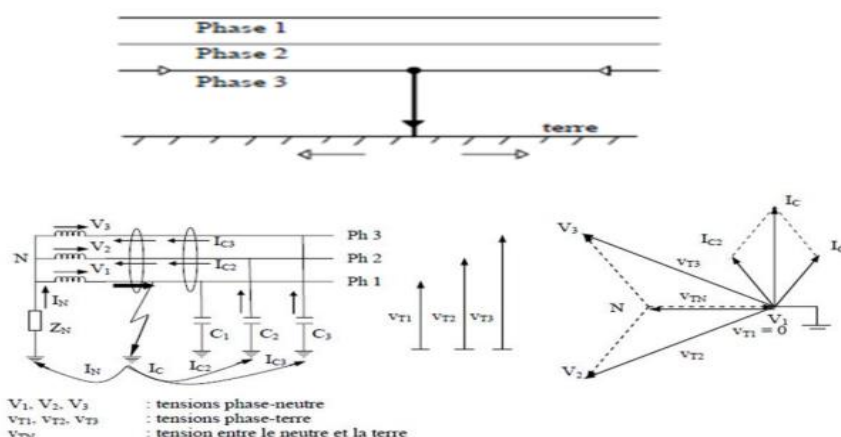 Phase 1
Phase 2
Phase 3
terre
V3
V2
V1
N
IN
ZN
IC3
IC2
Ph 3
Ph 2
Ph 1
C1
C2
C3
IN
IC
IC2
IC3
vT1
vT2
vT3
IC
IC2
V3
vT3
N
vTN
V1
vT1 = 0
vT2
V2
V1, V2, V3 : tensions phase-neutre
vT1, vT2, vT3 : tensions phase-terre
vTN : tension entre le neutre et la terre